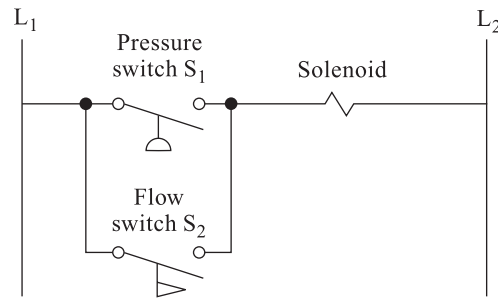 L₁
L₂
Pressure
switch S₁
Solenoid
Flow
switch S₂